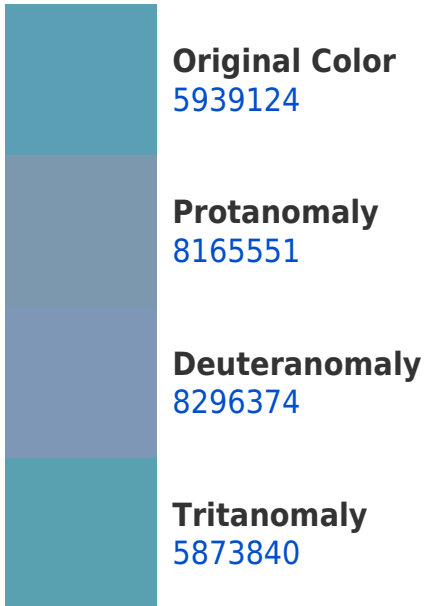 Original Color
5939124
Protanomaly
8165551
Deuteranomaly
8296374
Tritanomaly
5873840